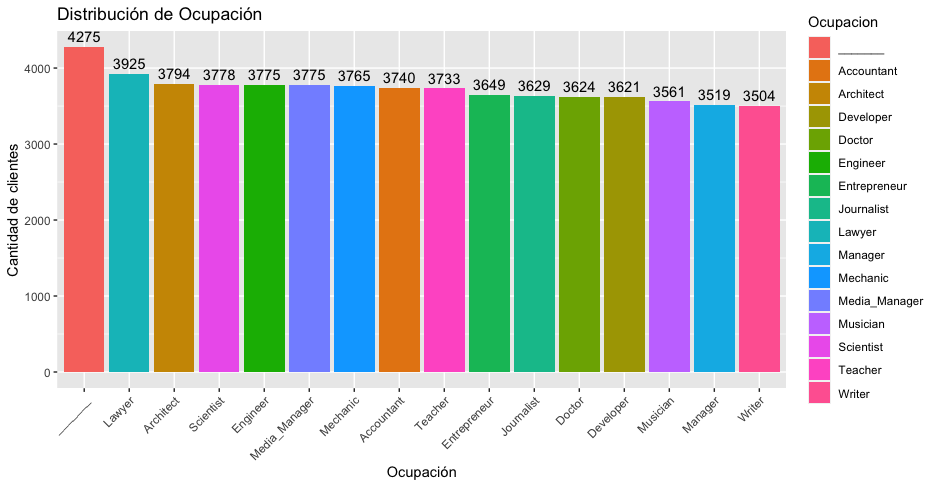 Distribución de Ocupación
4275
3925
3794
3778
3775
3775
3765
3740
3733
3649
3629
3624
3621
3561
3519
3504
Cantidad de clientes
4000
3000
2000
1000
0
_______
Lawyer
Architect
Scientist
Engineer
Media_Manager
Mechanic
Accountant
Teacher
Entrepreneur
Journalist
Doctor
Developer
Musician
Manager
Writer
Ocupación
Ocupacion
_______
Accountant
Architect
Developer
Doctor
Engineer
Entrepreneur
Journalist
Lawyer
Manager
Mechanic
Media_Manager
Musician
Scientist
Teacher
Writer